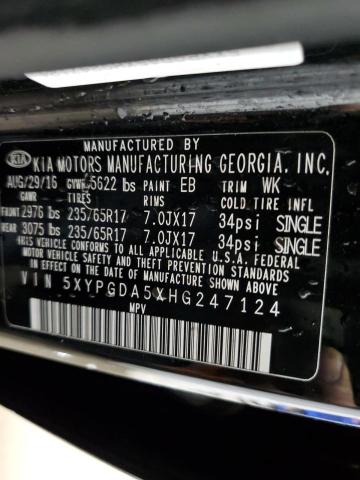 MANUFACTURED BY
KIA KIA MOTORS MANUFACTURING GEORGIA, INC.
AUG/29/16 GVWR 5622 lbs PAINT EB TRIM WK
GAWR TIRES RIMS COLD TIRE INFL.
FRONT 2976 lbs 235/65R17 7.0JX17 34psi SINGLE
REAR 3075 lbs 235/65R17 7.0JX17 34psi SINGLE
THIS VEHICLE CONFORMS TO ALL APPLICABLE U.S.A. FEDERAL
MOTOR VEHICLE SAFETY BUMPER, AND THEFT PREVENTION
STANDARDS IN EFFECT ON THE DATE OF MANUFACTURE SHOWN ABOVE
VIN 5XYPGDA5XHG247124
MPV